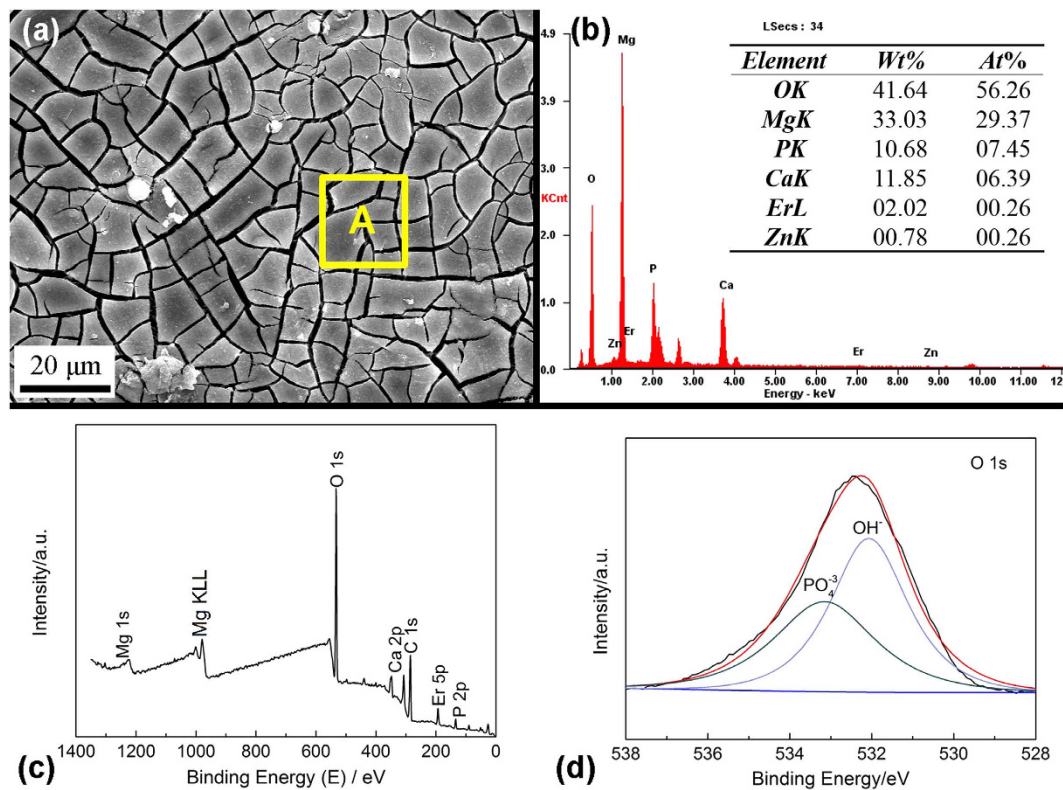 (a)
A
20 μm
(b)
LSecs : 34
4.9
3.9
3.0
KCnt
2.0
1.0
0.0
O
Zn
Mg
Er
P
Ca
Er
Zn
1.00 2.00 3.00 4.00 5.00 6.00 7.00 8.00 9.00 10.00 11.00 12
Energy - keV
Element Wt% At%
OK 41.64 56.26
MgK 33.03 29.37
PK 10.68 07.45
CaK 11.85 06.39
ErL 02.02 00.26
ZnK 00.78 00.26
Intensity/a.u.
Mg 1s
Mg KLL
O 1s
Ca 2p
C 1s
Er 5p
P 2p
1400 1200 1000 800 600 400 200 0
Binding Energy (E) / eV
(c)
Intensity/a.u.
O 1s
OH⁻
PO₄⁻³
538 536 534 532 530 528
Binding Energy/eV
(d)